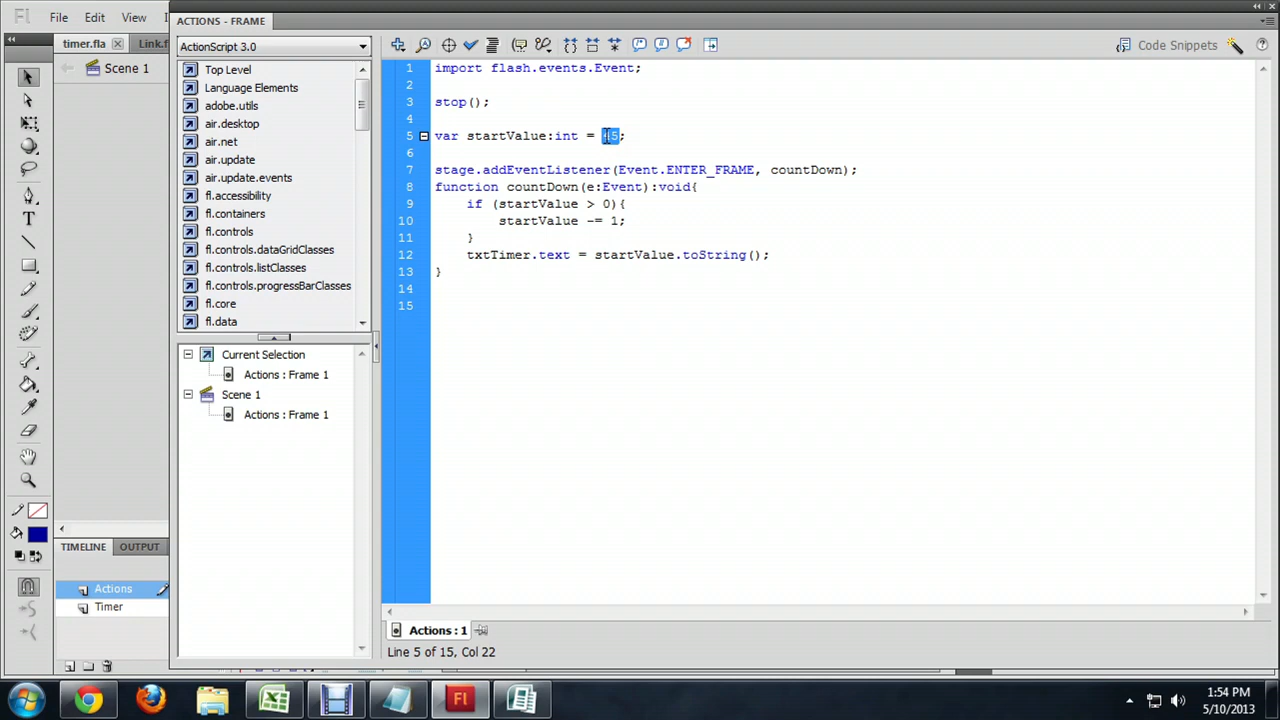 Fl File Edit View
ACTIONS - FRAME
timer.fla Link.f
ActionScript 3.0
Code Snippets
Scene 1
Top Level
Language Elements
adobe.utils
air.desktop
air.net
air.update
air.update.events
fl.accessibility
fl.containers
fl.controls
fl.controls.dataGridClasses
fl.controls.listClasses
fl.controls.progressBarClasses
fl.core
fl.data
Current Selection
Actions : Frame 1
Scene 1
Actions : Frame 1
1 import flash.events.Event;
2
3 stop();
4
5 var startValue:int = ;
6
7 stage.addEventListener(Event.ENTER_FRAME, countDown);
8 function countDown(e:Event):void{
9 if (startValue > 0){
10 startValue -= 1;
11 }
12 txtTimer.text = startValue.toString();
13 }
14
15
TIMELINE OUTPUT
Actions
Timer
Actions : 1
Line 5 of 15, Col 22
Fl
1:54 PM
5/10/2013